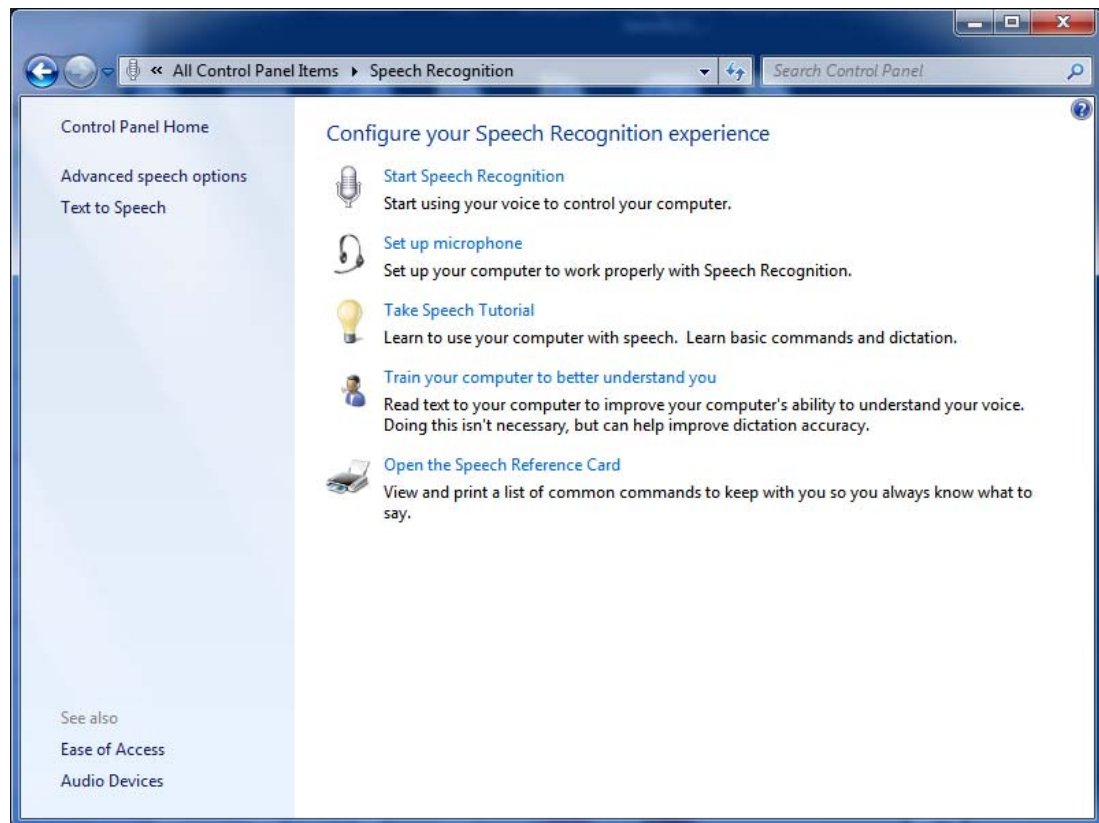 « All Control Panel Items ▸ Speech Recognition
Search Control Panel
Control Panel Home
Advanced speech options
Text to Speech
Configure your Speech Recognition experience
Start Speech Recognition
Start using your voice to control your computer.
Set up microphone
Set up your computer to work properly with Speech Recognition.
Take Speech Tutorial
Learn to use your computer with speech.  Learn basic commands and dictation.
Train your computer to better understand you
Read text to your computer to improve your computer's ability to understand your voice.
Doing this isn't necessary, but can help improve dictation accuracy.
Open the Speech Reference Card
View and print a list of common commands to keep with you so you always know what to
say.
See also
Ease of Access
Audio Devices